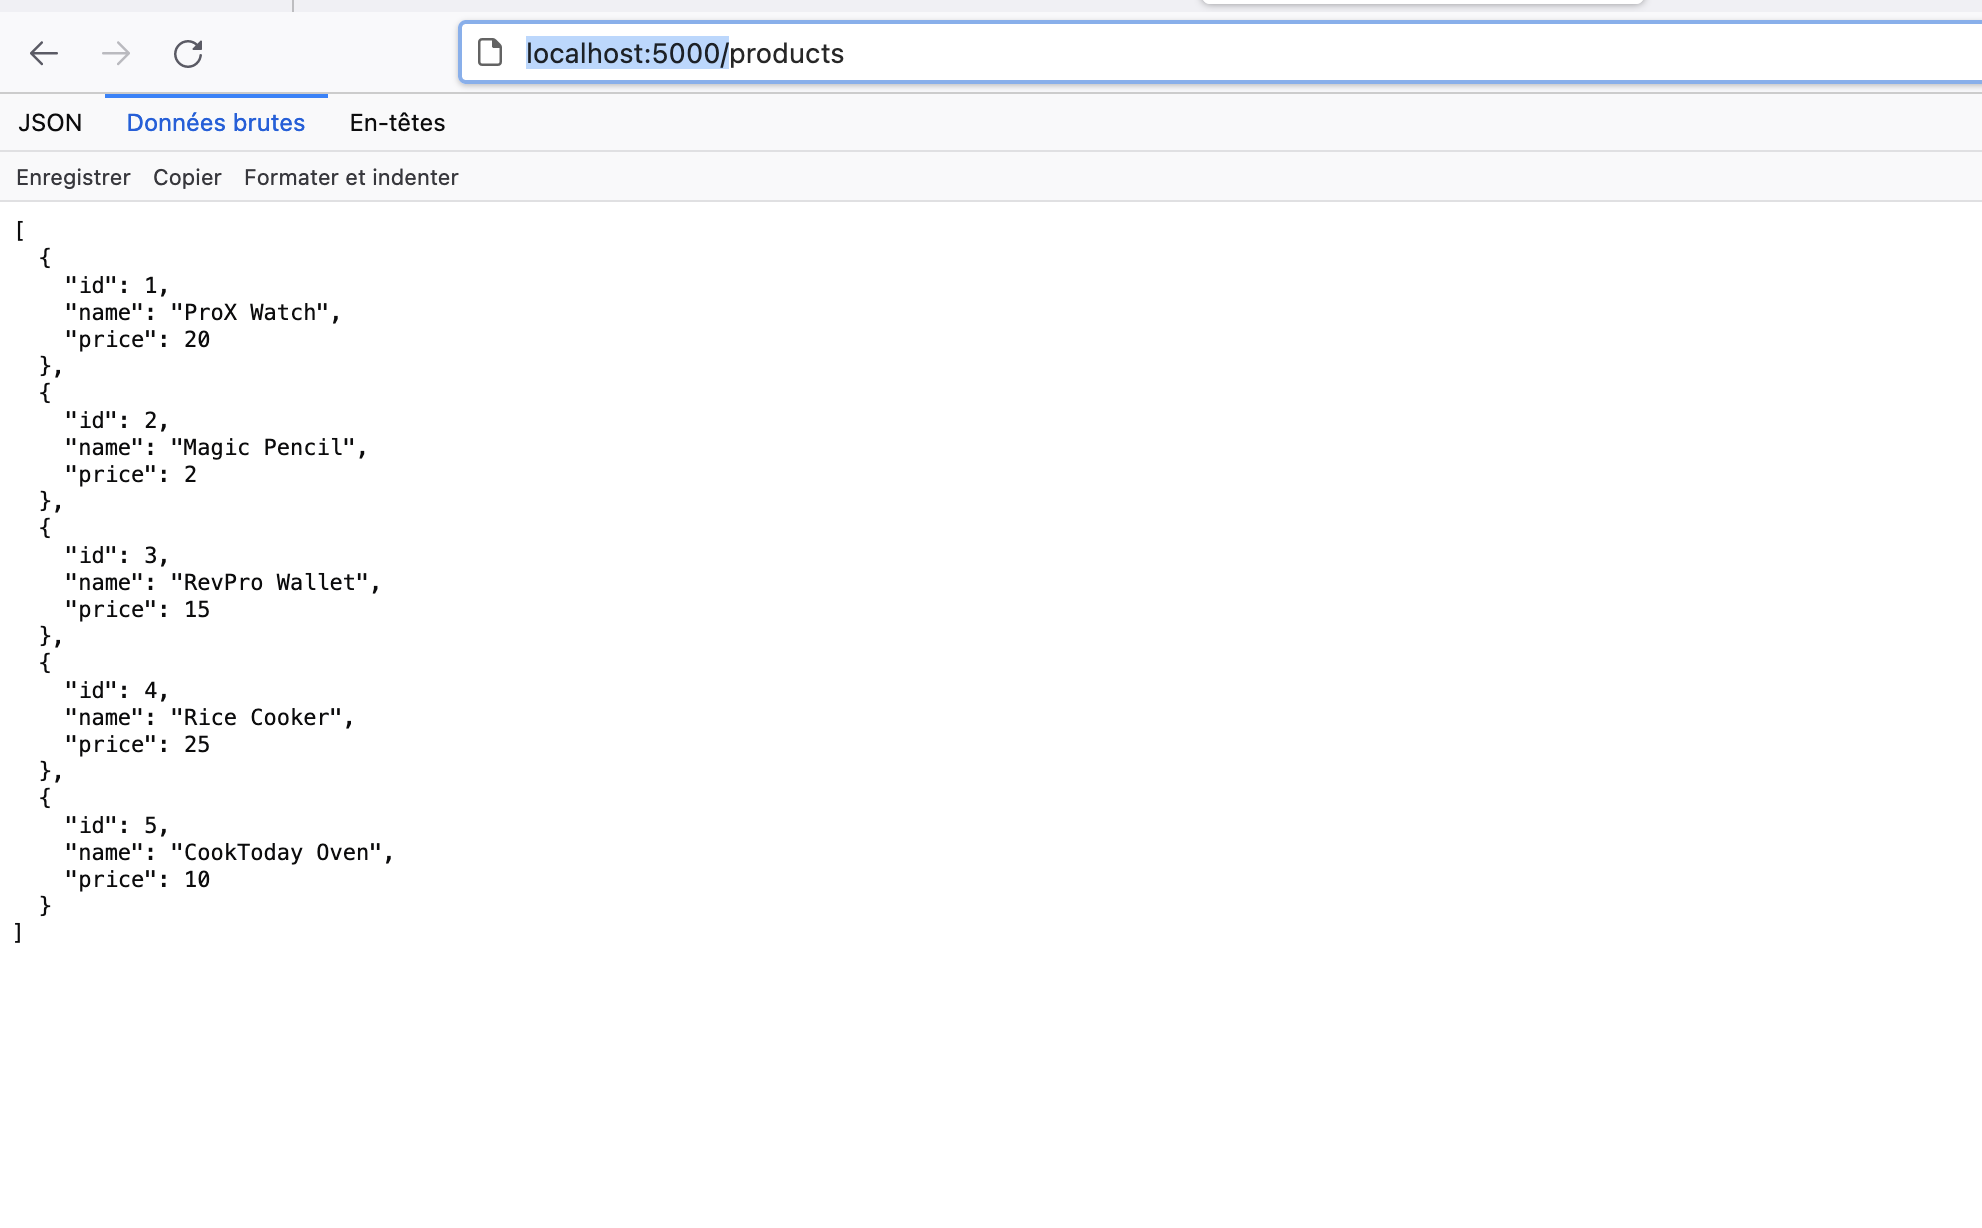 localhost:5000/products
JSON Données brutes En-têtes
Enregistrer Copier Formater et indenter
[
  {
    "id": 1,
    "name": "ProX Watch",
    "price": 20
  },
  {
    "id": 2,
    "name": "Magic Pencil",
    "price": 2
  },
  {
    "id": 3,
    "name": "RevPro Wallet",
    "price": 15
  },
  {
    "id": 4,
    "name": "Rice Cooker",
    "price": 25
  },
  {
    "id": 5,
    "name": "CookToday Oven",
    "price": 10
  }
]